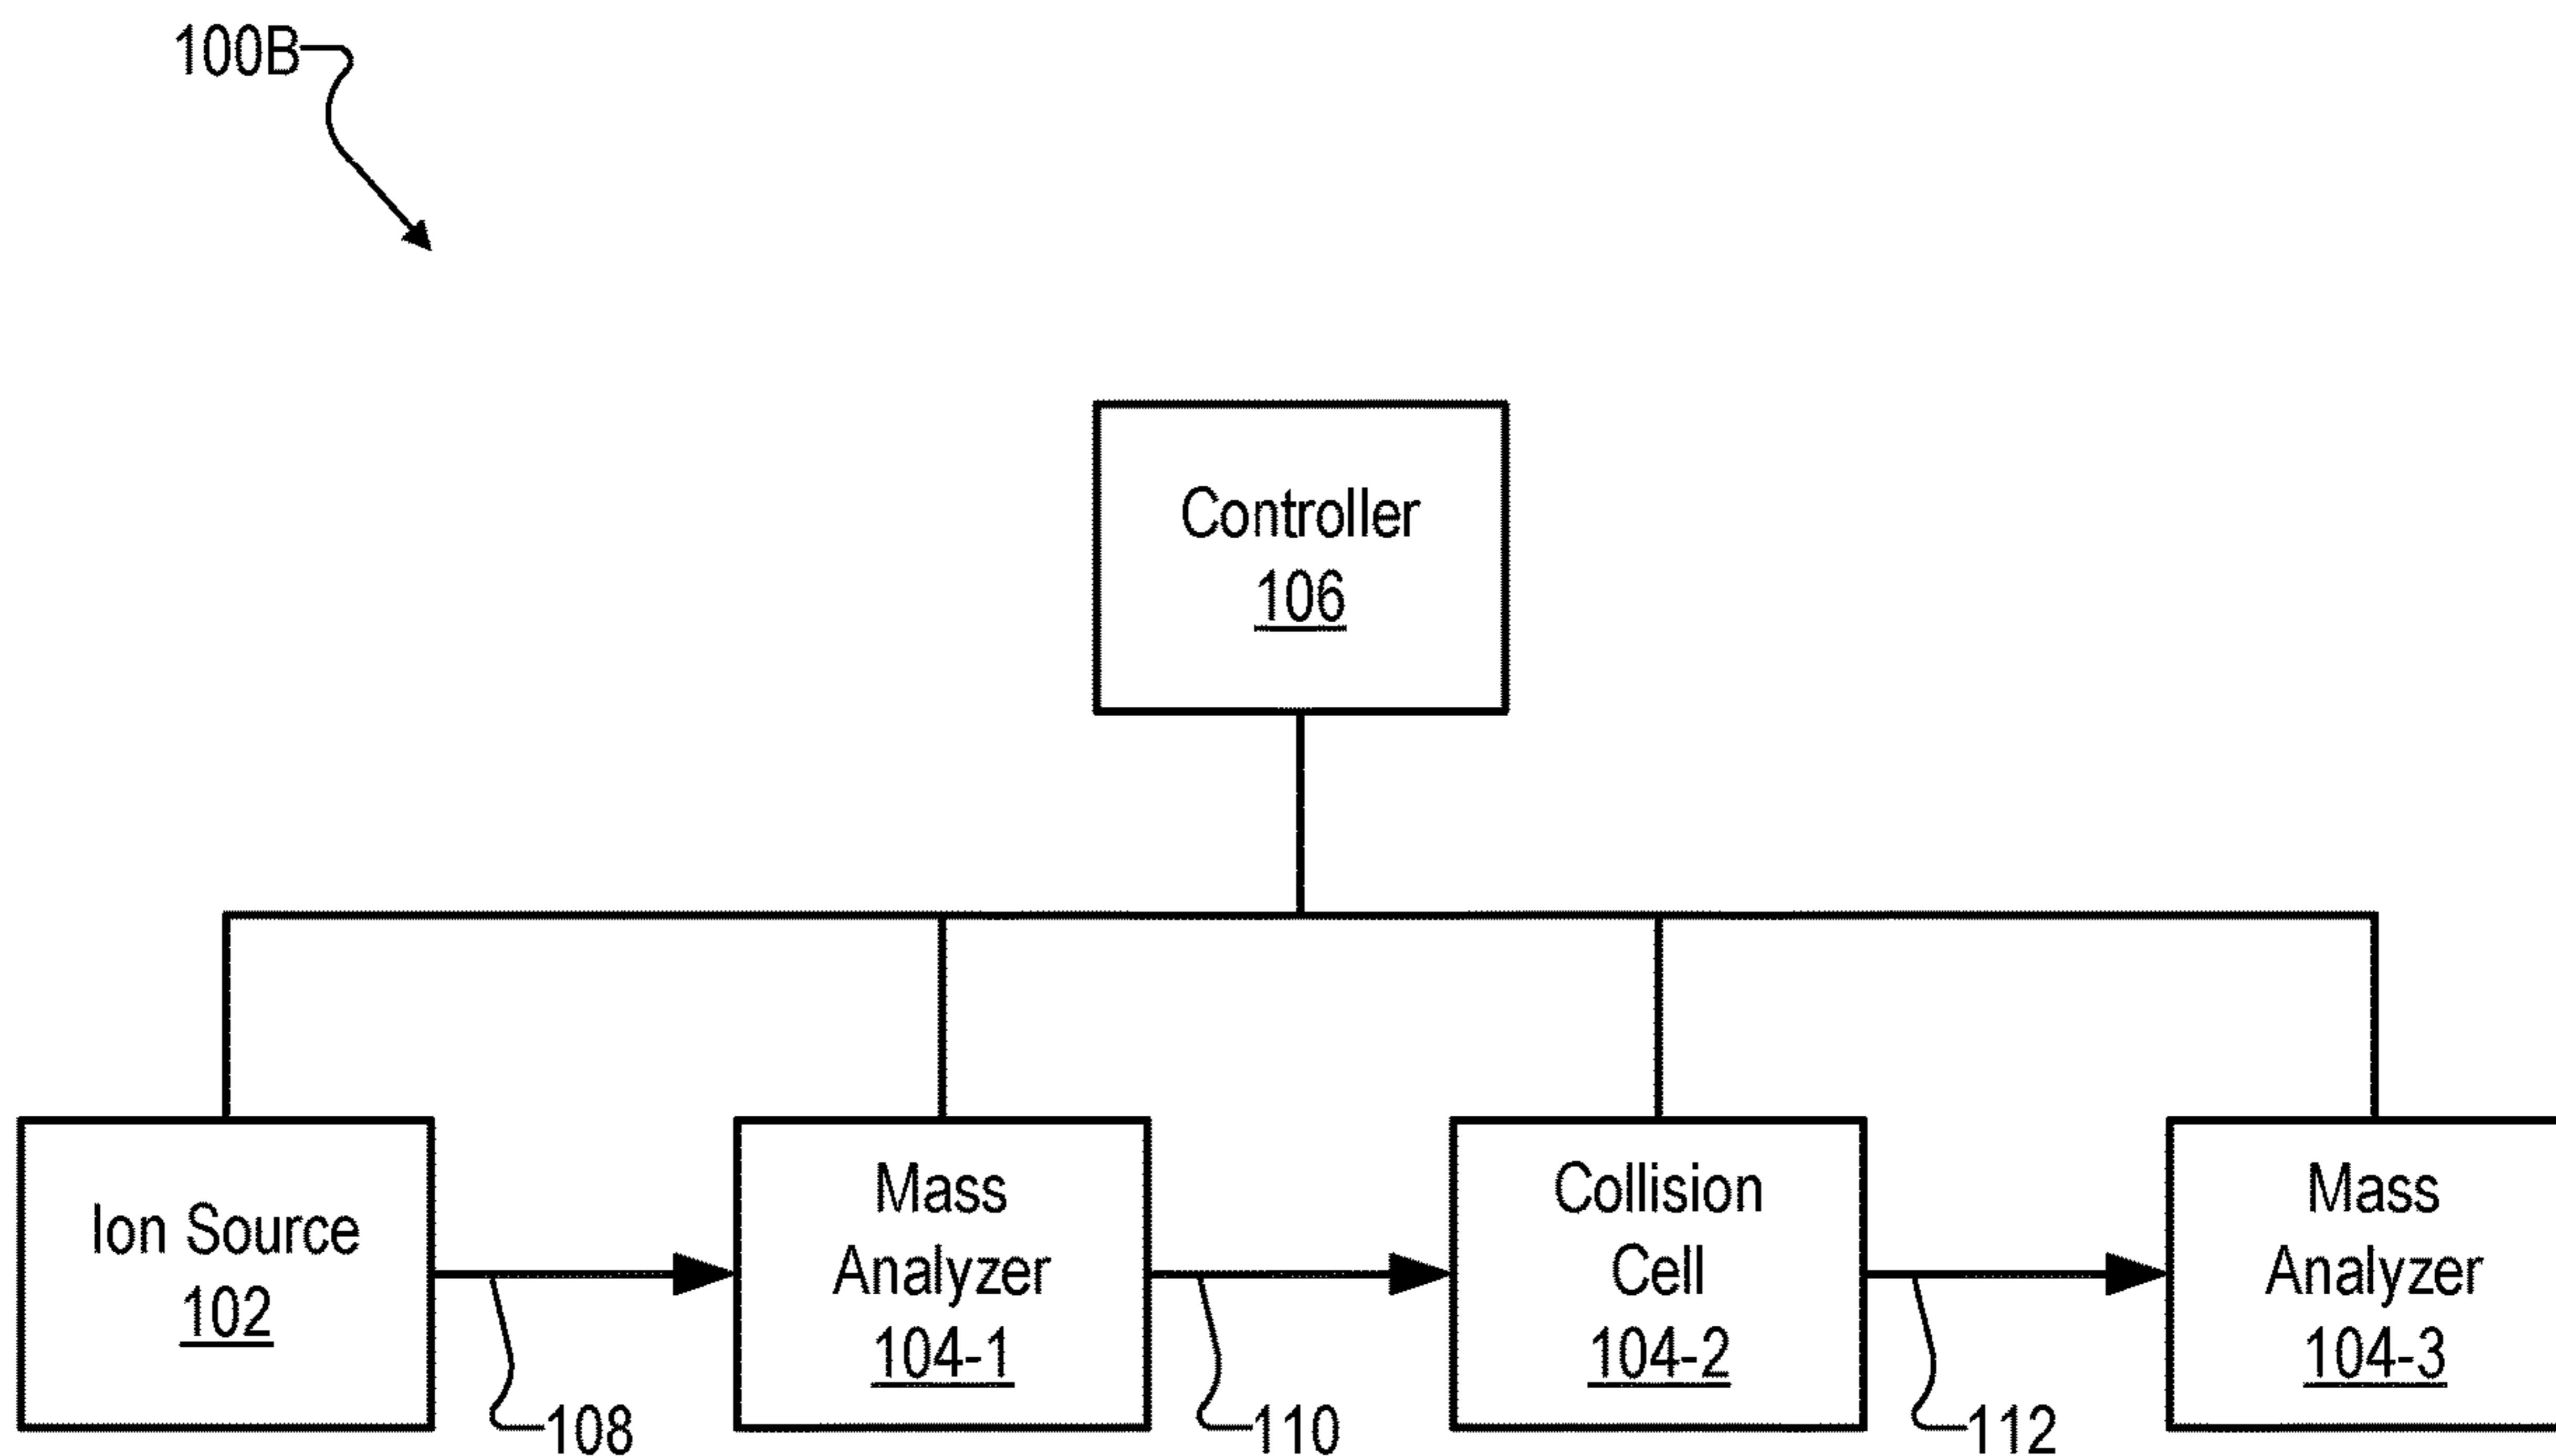 100B
Controller
106
Ion Source
102
Mass
Analyzer
104-1
Collision
Cell
104-2
Mass
Analyzer
104-3
108
110
112